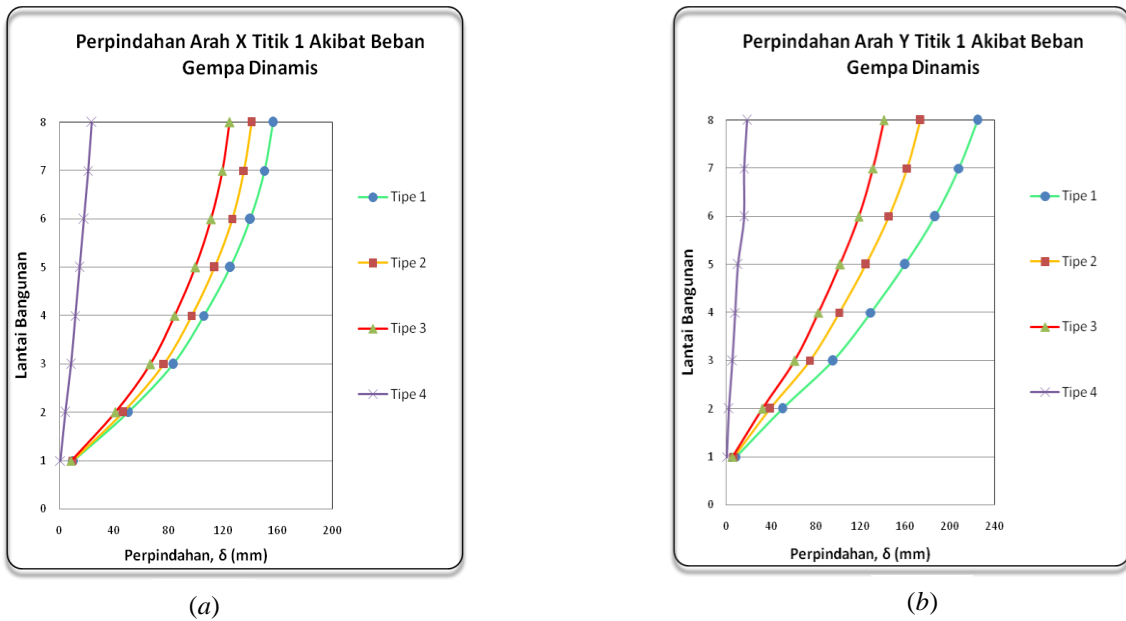 Perpindahan Arah X Titik 1 Akibat Beban
Gempa Dinamis
Lantai Bangunan
8
7
6
5
4
3
2
1
0
0 40 80 120 160 200
Perpindahan, δ (mm)
Tipe 1
Tipe 2
Tipe 3
Tipe 4
(a)
Perpindahan Arah Y Titik 1 Akibat Beban
Gempa Dinamis
Lantai Bangunan
8
7
6
5
4
3
2
1
0
0 40 80 120 160 200 240
Perpindahan, δ (mm)
Tipe 1
Tipe 2
Tipe 3
Tipe 4
(b)